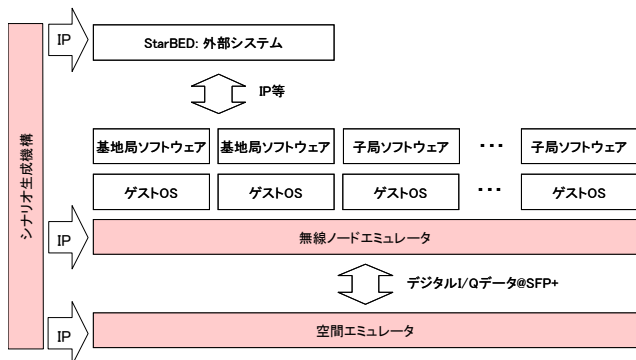 シナリオ生成機構
IP
StarBED: 外部システム
IP等
基地局ソフトウェア
基地局ソフトウェア
子局ソフトウェア
・・・
子局ソフトウェア
ゲストOS
ゲストOS
ゲストOS
・・・
ゲストOS
IP
無線ノードエミュレータ
デジタルI/Qデータ@SFP+
IP
空間エミュレータ